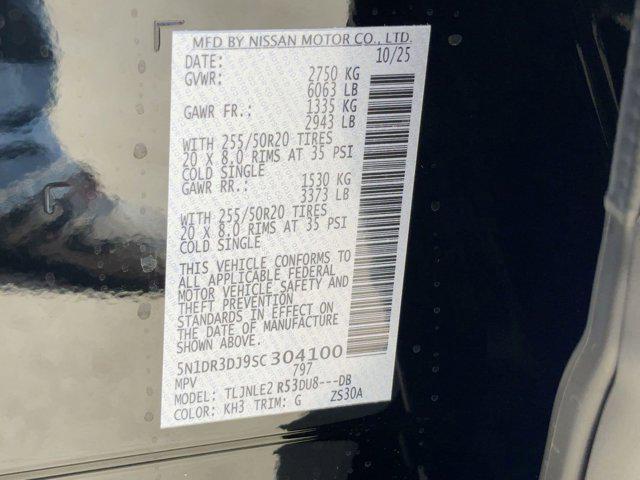 MFD BY NISSAN MOTOR CO., LTD.
DATE: 10/25
GVWR: 2750 KG
6063 LB
GAWR FR.: 1335 KG
2943 LB
WITH 255/50R20 TIRES
20 X 8.0 RIMS AT 35 PSI
COLD SINGLE
GAWR RR.: 1530 KG
3373 LB
WITH 255/50R20 TIRES
20 X 8.0 RIMS AT 35 PSI
COLD SINGLE
THIS VEHICLE CONFORMS TO
ALL APPLICABLE FEDERAL
MOTOR VEHICLE SAFETY AND
THEFT PREVENTION
STANDARDS IN EFFECT ON
THE DATE OF MANUFACTURE
SHOWN ABOVE.
5N1DR3DJ9SC304100
MPV 797
MODEL: TLJNLE2 R53DU8---DB
COLOR: KH3 TRIM: G ZS30A